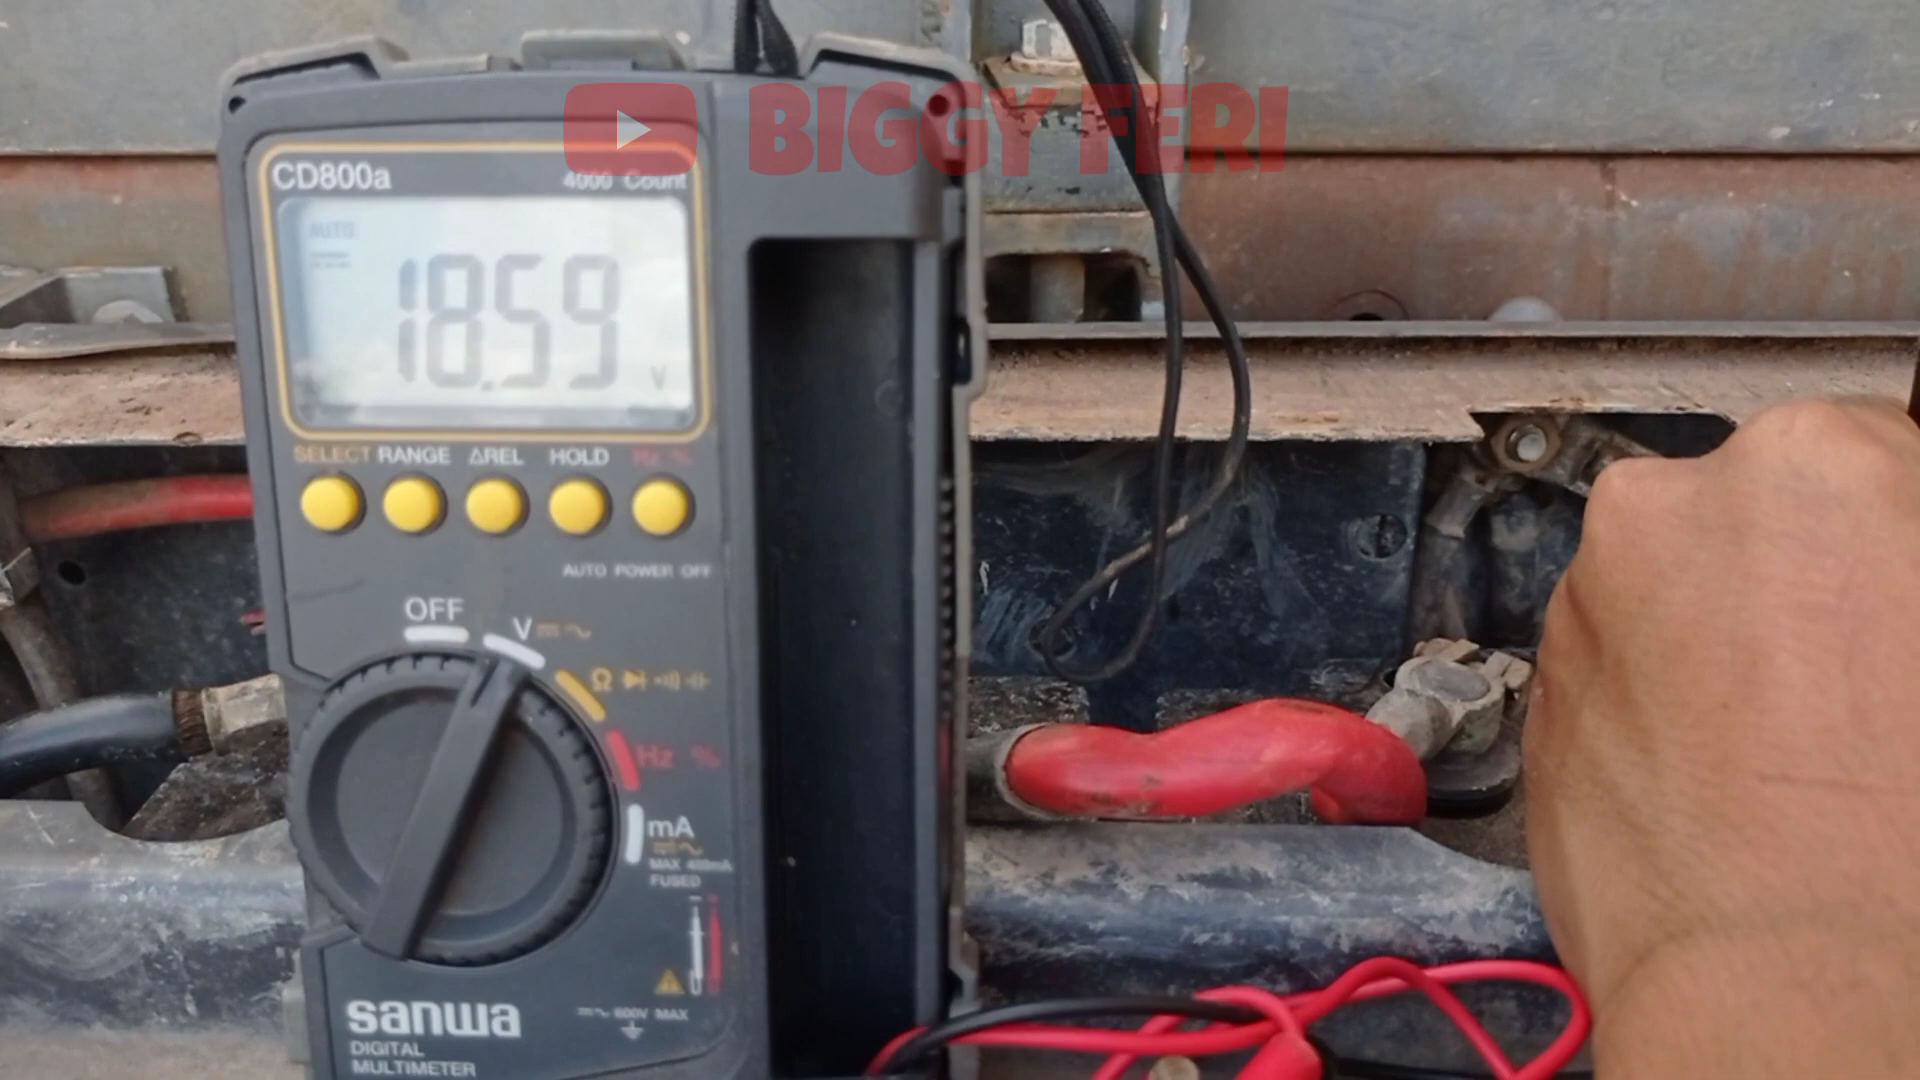 BIGGY FERI
CD800a
4000 Count
AUTO
18.59 V
SELECT RANGE ΔREL HOLD Hz %
AUTO POWER OFF
OFF
V
Ω
Hz %
mA
MAX 400mA
FUSED
sanwa
600V MAX
DIGITAL
MULTIMETER